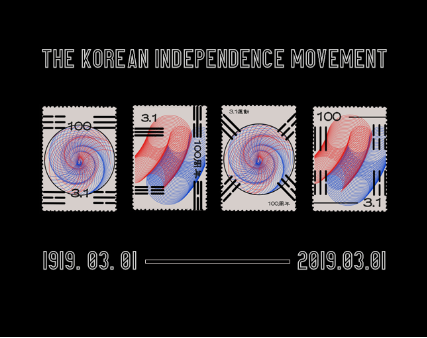 THE KOREAN INDEPENDENCE MOVEMENT
100
3.1
3.1
100周年
3.1運動
100周年
100
3.1
1919. 03. 01
2019.03.01